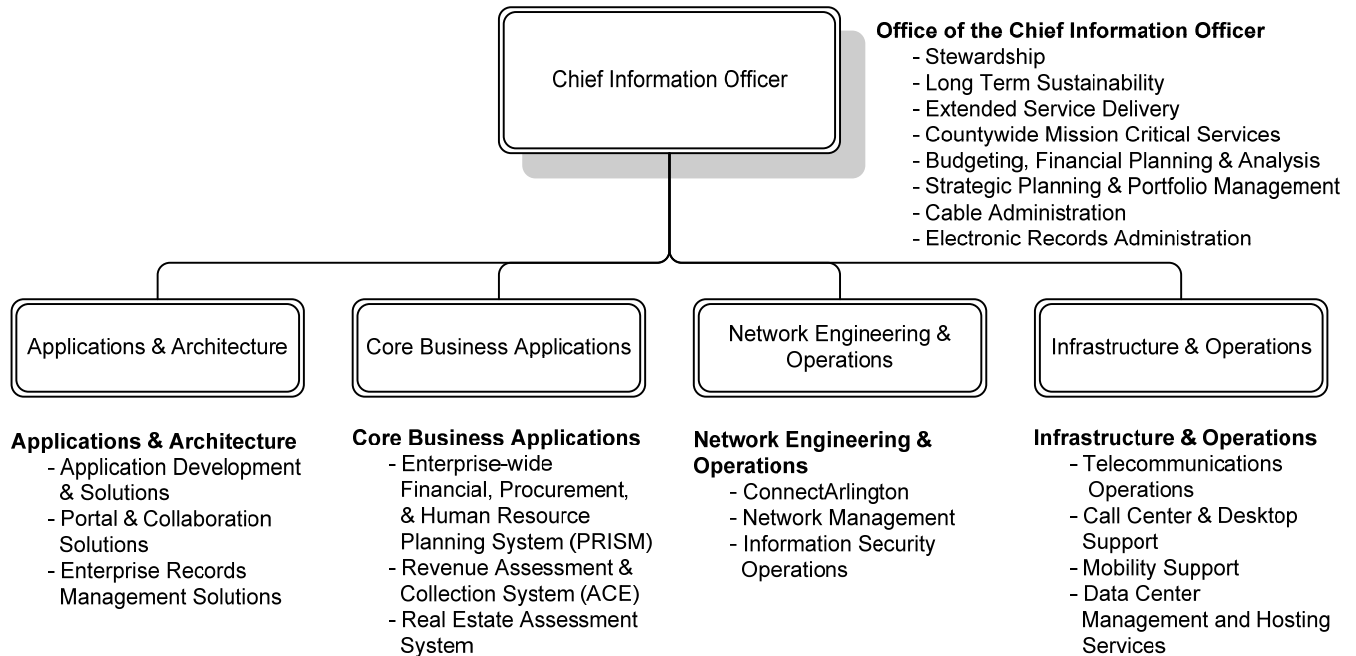 Chief Information Officer
Office of the Chief Information Officer
- Stewardship
- Long Term Sustainability
- Extended Service Delivery
- Countywide Mission Critical Services
- Budgeting, Financial Planning & Analysis
- Strategic Planning & Portfolio Management
- Cable Administration
- Electronic Records Administration
Applications & Architecture
Core Business Applications
Network Engineering &
Operations
Infrastructure & Operations
Applications & Architecture
- Application Development
& Solutions
- Portal & Collaboration
Solutions
- Enterprise Records
Management Solutions
Core Business Applications
- Enterprise-wide
Financial, Procurement,
& Human Resource
Planning System (PRISM)
- Revenue Assessment &
Collection System (ACE)
- Real Estate Assessment
System
Network Engineering &
Operations
- ConnectArlington
- Network Management
- Information Security
Operations
Infrastructure & Operations
- Telecommunications
Operations
- Call Center & Desktop
Support
- Mobility Support
- Data Center
Management and Hosting
Services